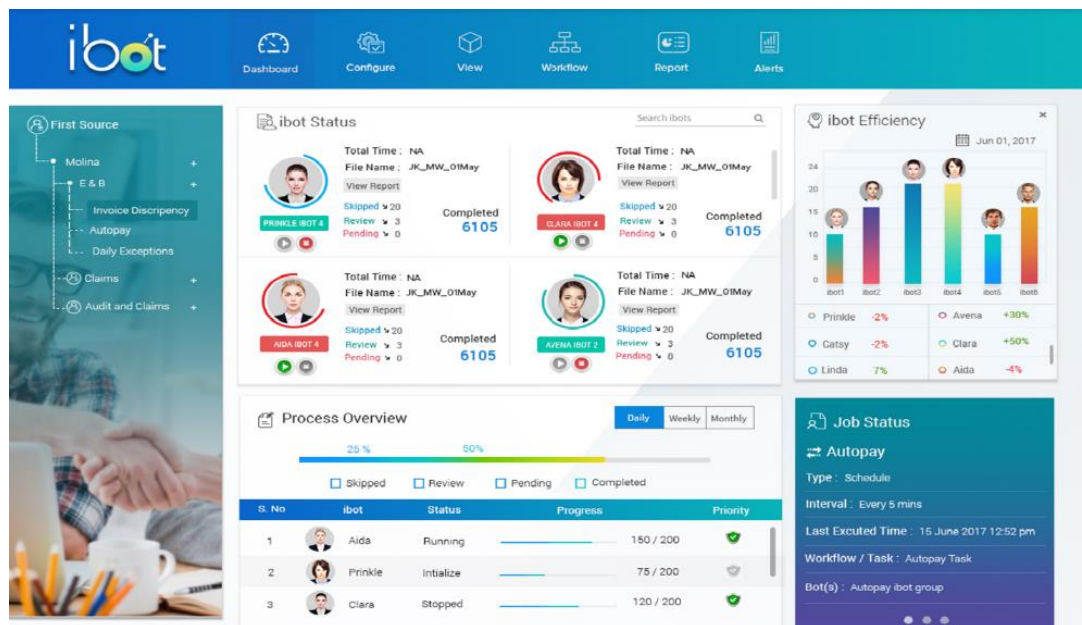 ibot
Dashboard
Configure
View
Workflow
Report
Alerts
First Source
Molina +
E & B +
Invoice Discripency
Autopay
Daily Exceptions
Claims +
Audit and Claims +
ibot Status
Search ibots
PRINKLE IBOT 4
Total Time : NA
File Name : JK_MW_01May
View Report
Skipped 20
Review 3
Pending 0
Completed
6105
CLARA IBOT 4
Total Time : NA
File Name : JK_MW_01May
View Report
Skipped 20
Review 3
Pending 0
Completed
6105
AIDA IBOT 4
Total Time : NA
File Name : JK_MW_01May
View Report
Skipped 20
Review 3
Pending 0
Completed
6105
AVENA IBOT 2
Total Time : NA
File Name : JK_MW_01May
View Report
Skipped 20
Review 3
Pending 0
Completed
6105
ibot Efficiency
Jun 01, 2017
24
20
15
10
5
0
ibot1 ibot2 ibot3 ibot4 ibot5 ibot6
Prinkle -2% Avena +30%
Catsy -2% Clara +50%
Linda 7% Aida -4%
Process Overview
Daily Weekly Monthly
25 % 50%
Skipped Review Pending Completed
S. No ibot Status Progress Priority
1 Aida Running 150 / 200
2 Prinkle Intialize 75 / 200
3 Clara Stopped 120 / 200
Job Status
Autopay
Type : Schedule
Interval : Every 5 mins
Last Excuted Time : 15 June 2017 12:52 pm
Workflow / Task : Autopay Task
Bot(s) : Autopay ibot group